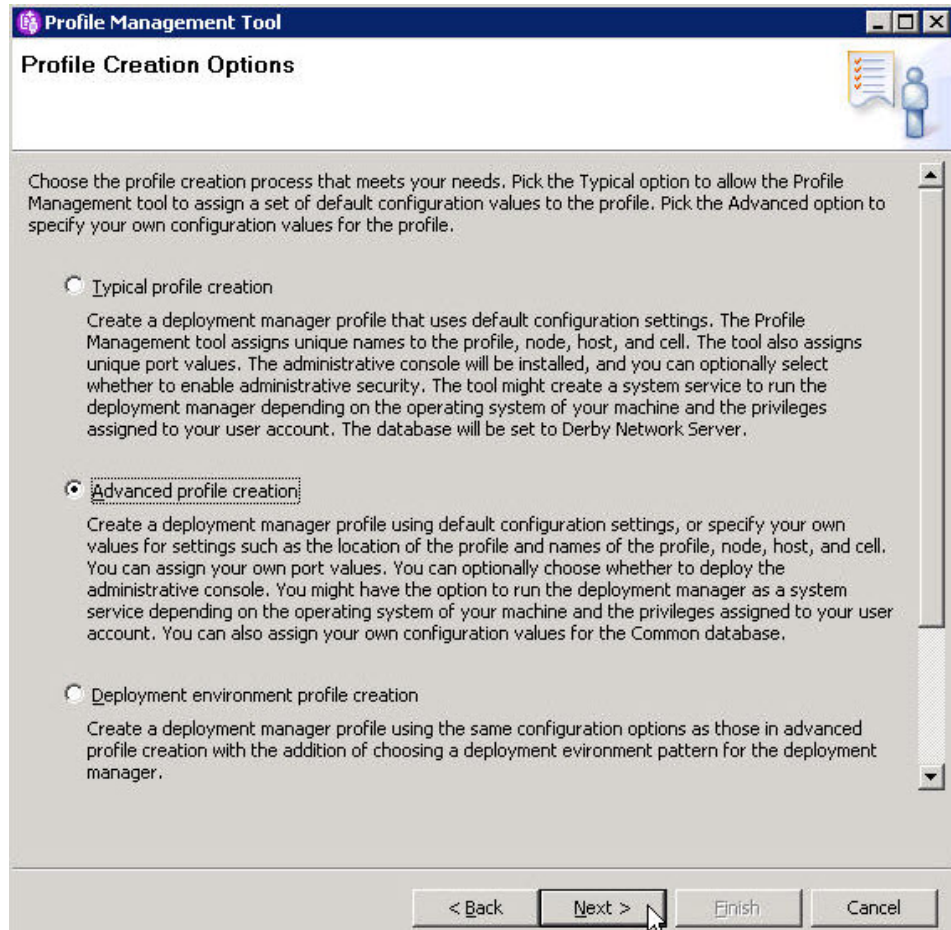 Profile Management Tool
Profile Creation Options
Choose the profile creation process that meets your needs. Pick the Typical option to allow the Profile
Management tool to assign a set of default configuration values to the profile. Pick the Advanced option to
specify your own configuration values for the profile.
Typical profile creation
Create a deployment manager profile that uses default configuration settings. The Profile
Management tool assigns unique names to the profile, node, host, and cell. The tool also assigns
unique port values. The administrative console will be installed, and you can optionally select
whether to enable administrative security. The tool might create a system service to run the
deployment manager depending on the operating system of your machine and the privileges
assigned to your user account. The database will be set to Derby Network Server.
Advanced profile creation
Create a deployment manager profile using default configuration settings, or specify your own
values for settings such as the location of the profile and names of the profile, node, host, and cell.
You can assign your own port values. You can optionally choose whether to deploy the
administrative console. You might have the option to run the deployment manager as a system
service depending on the operating system of your machine and the privileges assigned to your user
account. You can also assign your own configuration values for the Common database.
Deployment environment profile creation
Create a deployment manager profile using the same configuration options as those in advanced
profile creation with the addition of choosing a deployment evironment pattern for the deployment
manager.
< Back Next > Finish Cancel